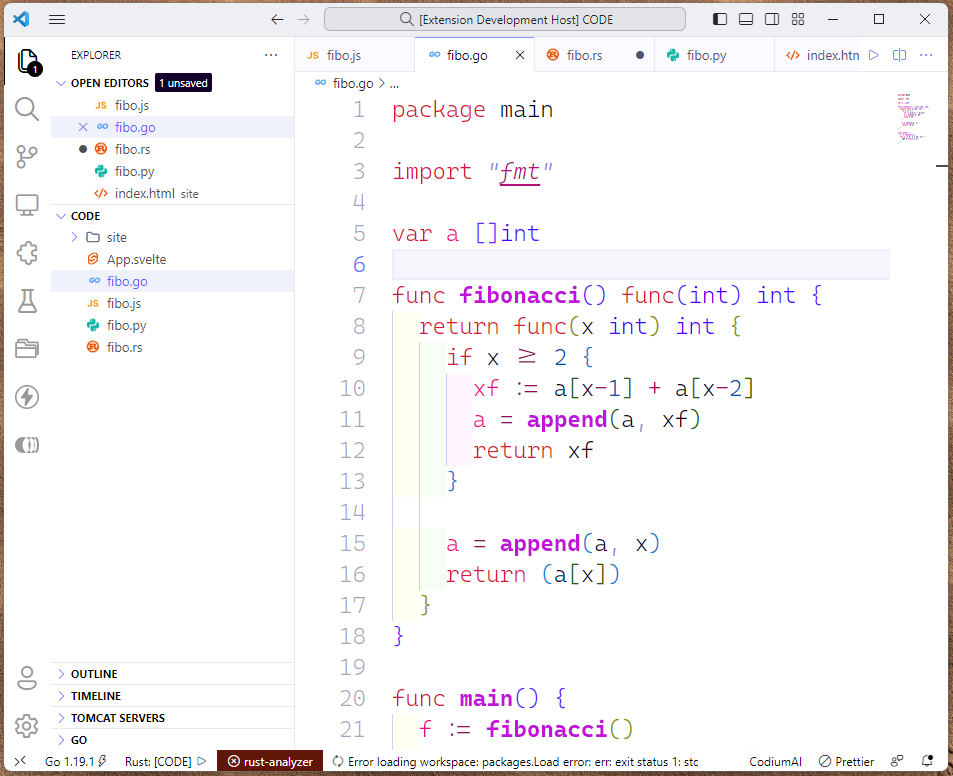 [Extension Development Host] CODE
EXPLORER
OPEN EDITORS 1 unsaved
JS fibo.js
fibo.go
fibo.rs
fibo.py
index.html site
CODE
site
App.svelte
fibo.go
JS fibo.js
fibo.py
fibo.rs
OUTLINE
TIMELINE
TOMCAT SERVERS
GO
1
JS fibo.js
fibo.go
fibo.rs
fibo.py
index.htm
fibo.go > ...
1 package main
2
3 import "fmt"
4
5 var a []int
6
7 func fibonacci() func(int) int {
8 return func(x int) int {
9 if x ≥ 2 {
10 xf := a[x-1] + a[x-2]
11 a = append(a, xf)
12 return xf
13 }
14
15 a = append(a, x)
16 return (a[x])
17 }
18 }
19
20 func main() {
21 f := fibonacci()
Go 1.19.1 Rust: [CODE] rust-analyzer Error loading workspace: packages.Load error: err: exit status 1: stc CodiumAI Prettier